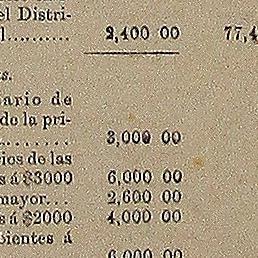 el Distri-
l.......... 2,400 00 77,4
s.
ario de
de la pri-
........ 3,000 00
rios de las
s á $3000 6,000 00
mayor... 2,600 00
s á $2000 4,000 00
bientes á
6,000 00